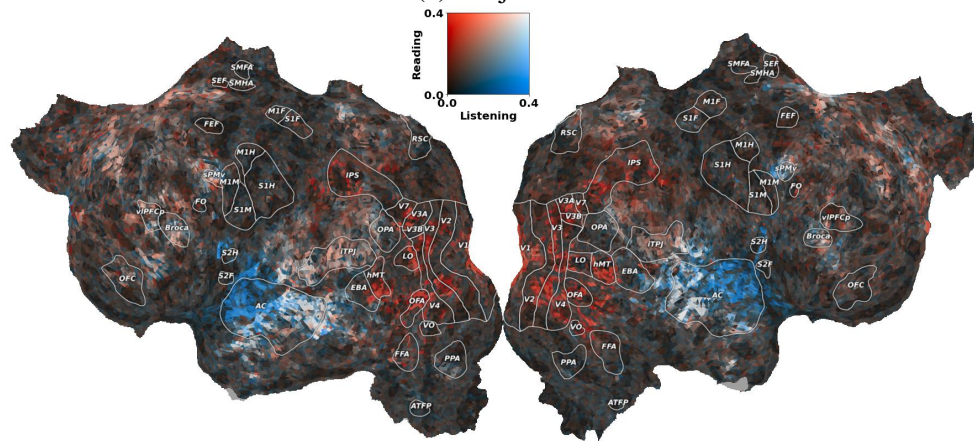 0.4
Reading
0.0
0.0
0.4
Listening
SMFA
SEF
SMHA
M1F
S1F
FEF
RSC
M1H
IPS
sPMv
M1M
S1H
FO
S1M
vlPFCp
Broca
V7
V3A
V2
V3B
V3
OPA
V1
S2H
ITPJ
LO
hMT
OFC
S2F
EBA
AC
OFA
V4
VO
FFA
PPA
ATFP
SMFA
SEF
SMHA
M1F
S1F
FEF
RSC
M1H
IPS
S1H
sPMv
M1M
FO
S1M
V3A
V7
V3B
vlPFCp
V3
OPA
Broca
V1
iTPJ
S2H
LO
hMT
EBA
S2F
OFC
V2
V4
OFA
AC
VO
FFA
PPA
ATFP